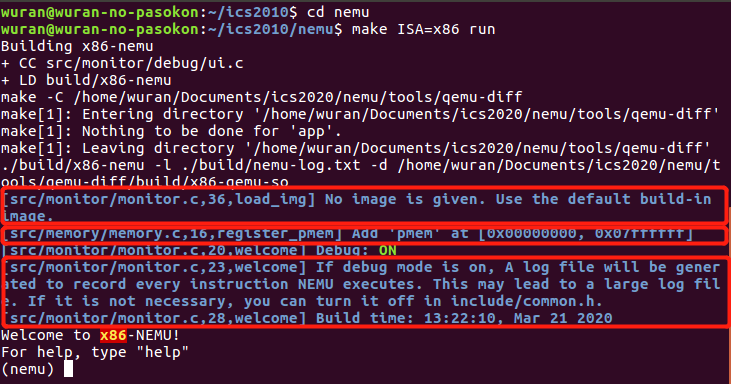 wuran@wuran-no-pasokon:~/ics2010$ cd nemu
wuran@wuran-no-pasokon:~/ics2010/nemu$ make ISA=x86 run
Building x86-nemu
+ CC src/monitor/debug/ui.c
+ LD build/x86-nemu
make -C /home/wuran/Documents/ics2020/nemu/tools/qemu-diff
make[1]: Entering directory '/home/wuran/Documents/ics2020/nemu/tools/qemu-diff'
make[1]: Nothing to be done for 'app'.
make[1]: Leaving directory '/home/wuran/Documents/ics2020/nemu/tools/qemu-diff'
./build/x86-nemu -l ./build/nemu-log.txt -d /home/wuran/Documents/ics2020/nemu/t
ools/qemu-diff/build/x86-qemu-so
[src/monitor/monitor.c,36,load_img] No image is given. Use the default build-in
image.
[src/memory/memory.c,16,register_pmem] Add 'pmem' at [0x00000000, 0x07ffffff]
[src/monitor/monitor.c,20,welcome] Debug: ON
[src/monitor/monitor.c,23,welcome] If debug mode is on, A log file will be gener
ated to record every instruction NEMU executes. This may lead to a large log fil
e. If it is not necessary, you can turn it off in include/common.h.
[src/monitor/monitor.c,28,welcome] Build time: 13:22:10, Mar 21 2020
Welcome to x86-NEMU!
For help, type "help"
(nemu)